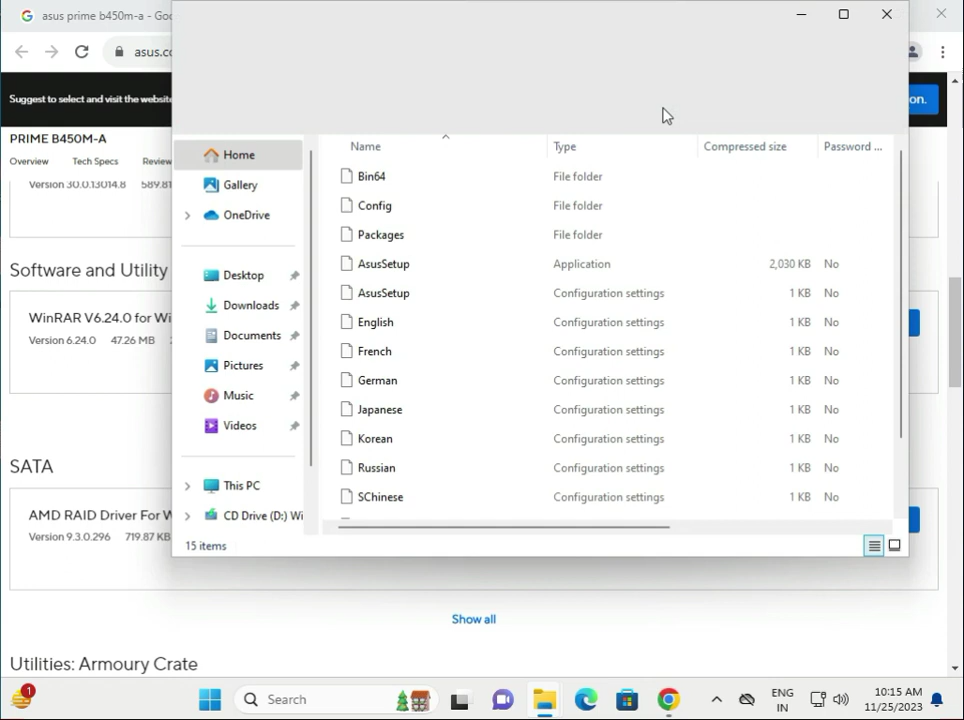 asus prime b450m-a - Goo
asus.co
Suggest to select and visit the website
on.
PRIME B450M-A
Overview Tech Specs Review
Version 30.0.13014.8 589.81
Software and Utility
WinRAR V6.24.0 for Wi
Version 6.24.0 47.26 MB
SATA
AMD RAID Driver For W
Version 9.3.0.296 719.87 KB
Show all
Utilities: Armoury Crate
Home
Gallery
OneDrive
Desktop
Downloads
Documents
Pictures
Music
Videos
This PC
CD Drive (D:) Wi
Name Type Compressed size Password ...
Bin64 File folder
Config File folder
Packages File folder
AsusSetup Application 2,030 KB No
AsusSetup Configuration settings 1 KB No
English Configuration settings 1 KB No
French Configuration settings 1 KB No
German Configuration settings 1 KB No
Japanese Configuration settings 1 KB No
Korean Configuration settings 1 KB No
Russian Configuration settings 1 KB No
SChinese Configuration settings 1 KB No
15 items
1
Search
ENG
IN
10:15 AM
11/25/2023